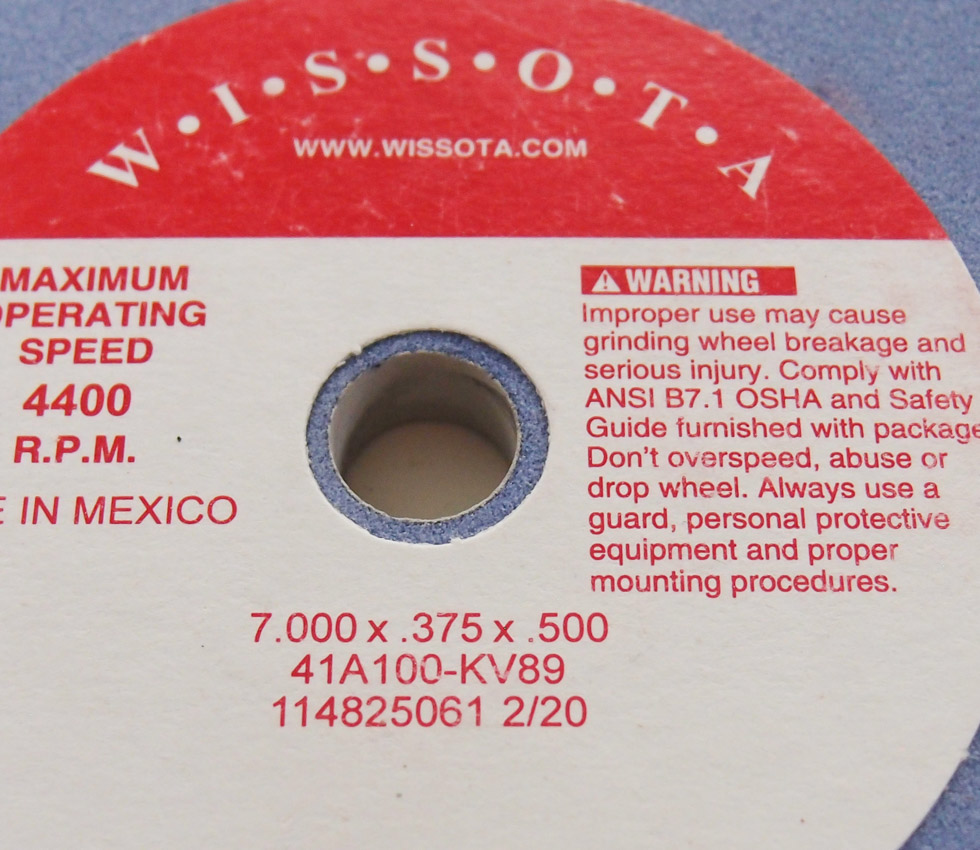 W•I•S•S•O•T•A
WWW.WISSOTA.COM
MAXIMUM
OPERATING
SPEED
4400
R.P.M.
E IN MEXICO
⚠ WARNING
Improper use may cause
grinding wheel breakage and
serious injury. Comply with
ANSI B7.1 OSHA and Safety
Guide furnished with package
Don't overspeed, abuse or
drop wheel. Always use a
guard, personal protective
equipment and proper
mounting procedures.
7.000 x .375 x .500
41A100-KV89
114825061 2/20